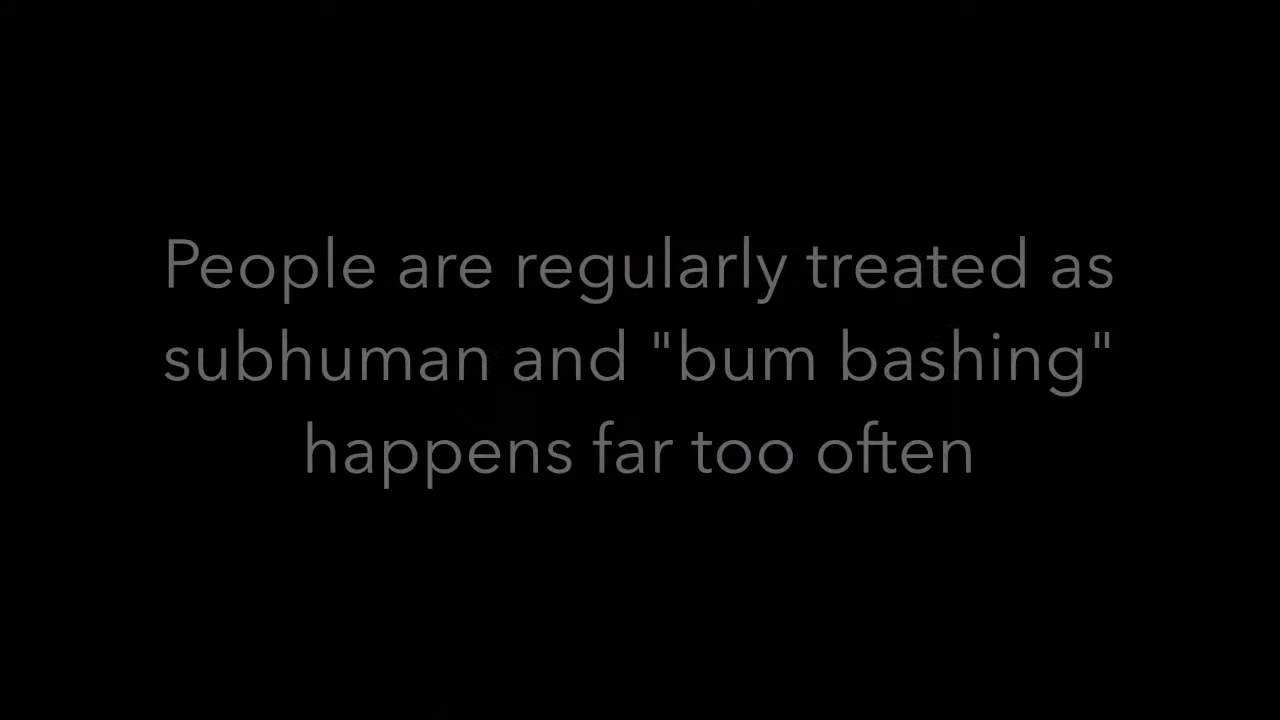 People are regularly treated as
subhuman and "bum bashing"
happens far too often